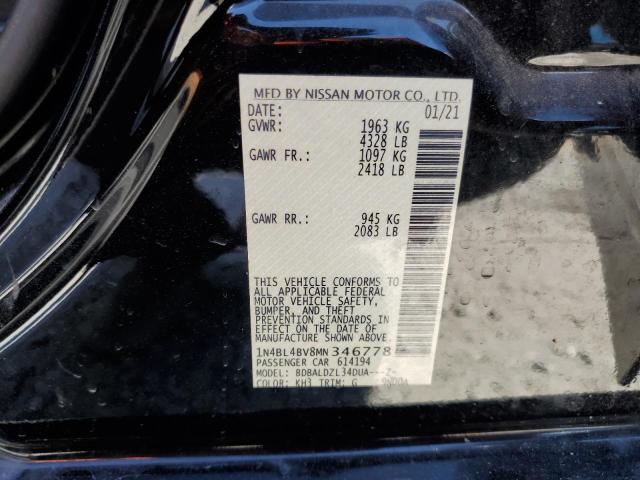 MFD BY NISSAN MOTOR CO., LTD.
DATE: 01/21
GVWR: 1963 KG
4328 LB
GAWR FR.: 1097 KG
2418 LB
GAWR RR.: 945 KG
2083 LB
THIS VEHICLE CONFORMS TO
ALL APPLICABLE FEDERAL
MOTOR VEHICLE SAFETY,
BUMPER, AND THEFT
PREVENTION STANDARDS IN
EFFECT ON THE DATE OF
MANUFACTURE SHOWN ABOVE.
1N4BL4BV8MN346778
PASSENGER CAR 614194
MODEL: BDBALDZL34DUA---Z-
COLOR: KH3 TRIM: G